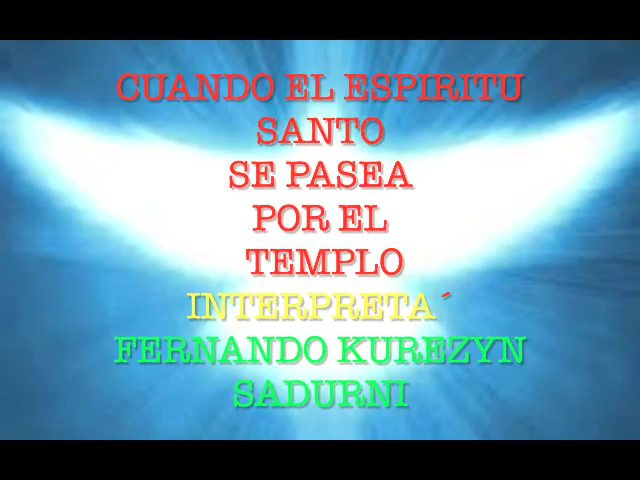 CUANDO EL ESPIRITU
SANTO
SE PASEA
POR EL
TEMPLO
INTERPRETA´
FERNANDO KUREZYN
SADURNI